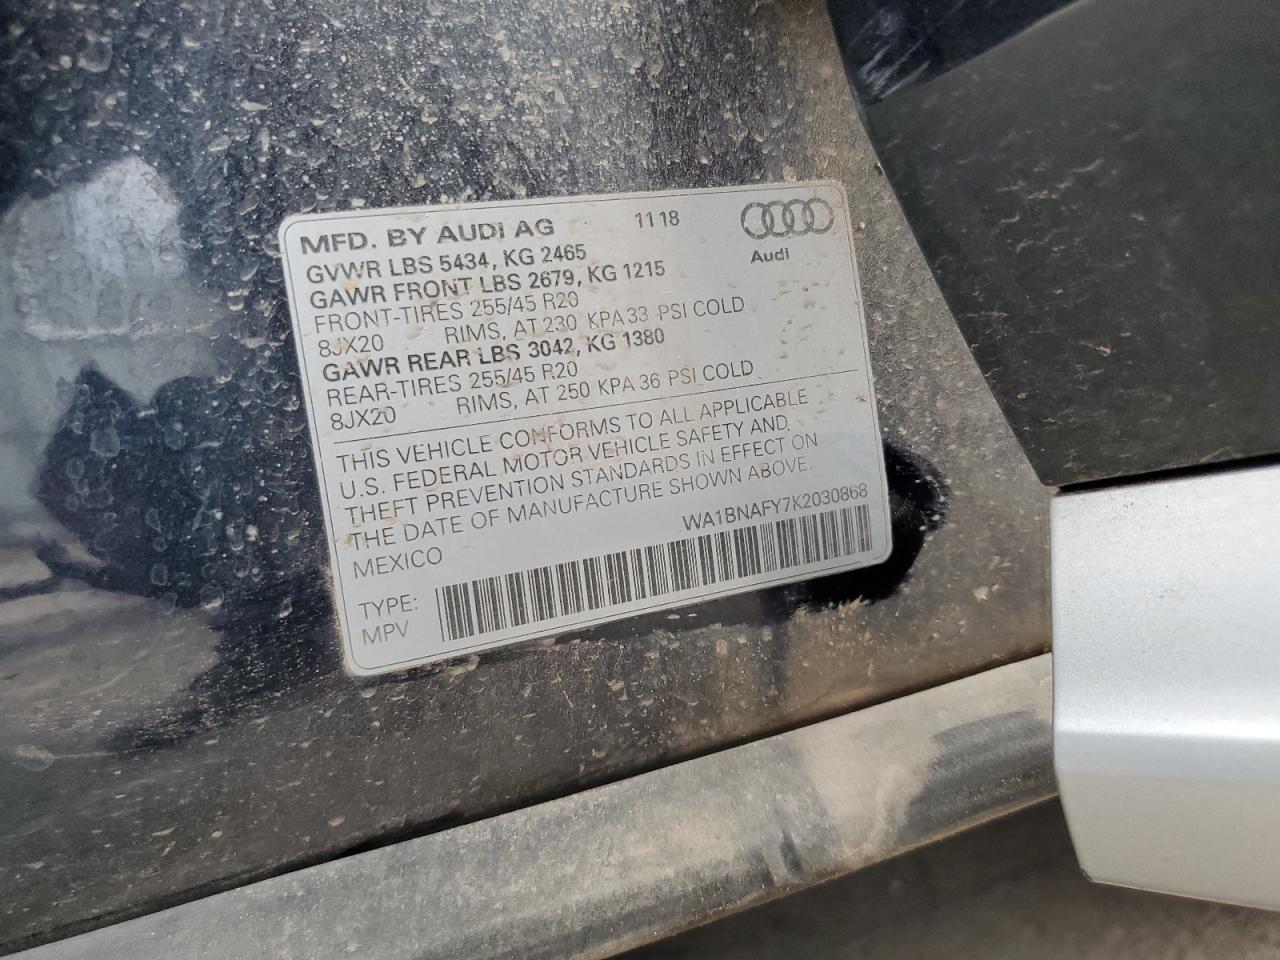 MFD. BY AUDI AG 11 18
Audi
GVWR LBS 5434, KG 2465
GAWR FRONT LBS 2679, KG 1215
FRONT-TIRES 255/45 R20
8JX20 RIMS, AT 230 KPA 33 PSI COLD
GAWR REAR LBS 3042, KG 1380
REAR-TIRES 255/45 R20
8JX20 RIMS, AT 250 KPA 36 PSI COLD
THIS VEHICLE CONFORMS TO ALL APPLICABLE
U.S. FEDERAL MOTOR VEHICLE SAFETY AND
THEFT PREVENTION STANDARDS IN EFFECT ON
THE DATE OF MANUFACTURE SHOWN ABOVE.
MEXICO WA1BNAFY7K2030868
TYPE:
MPV